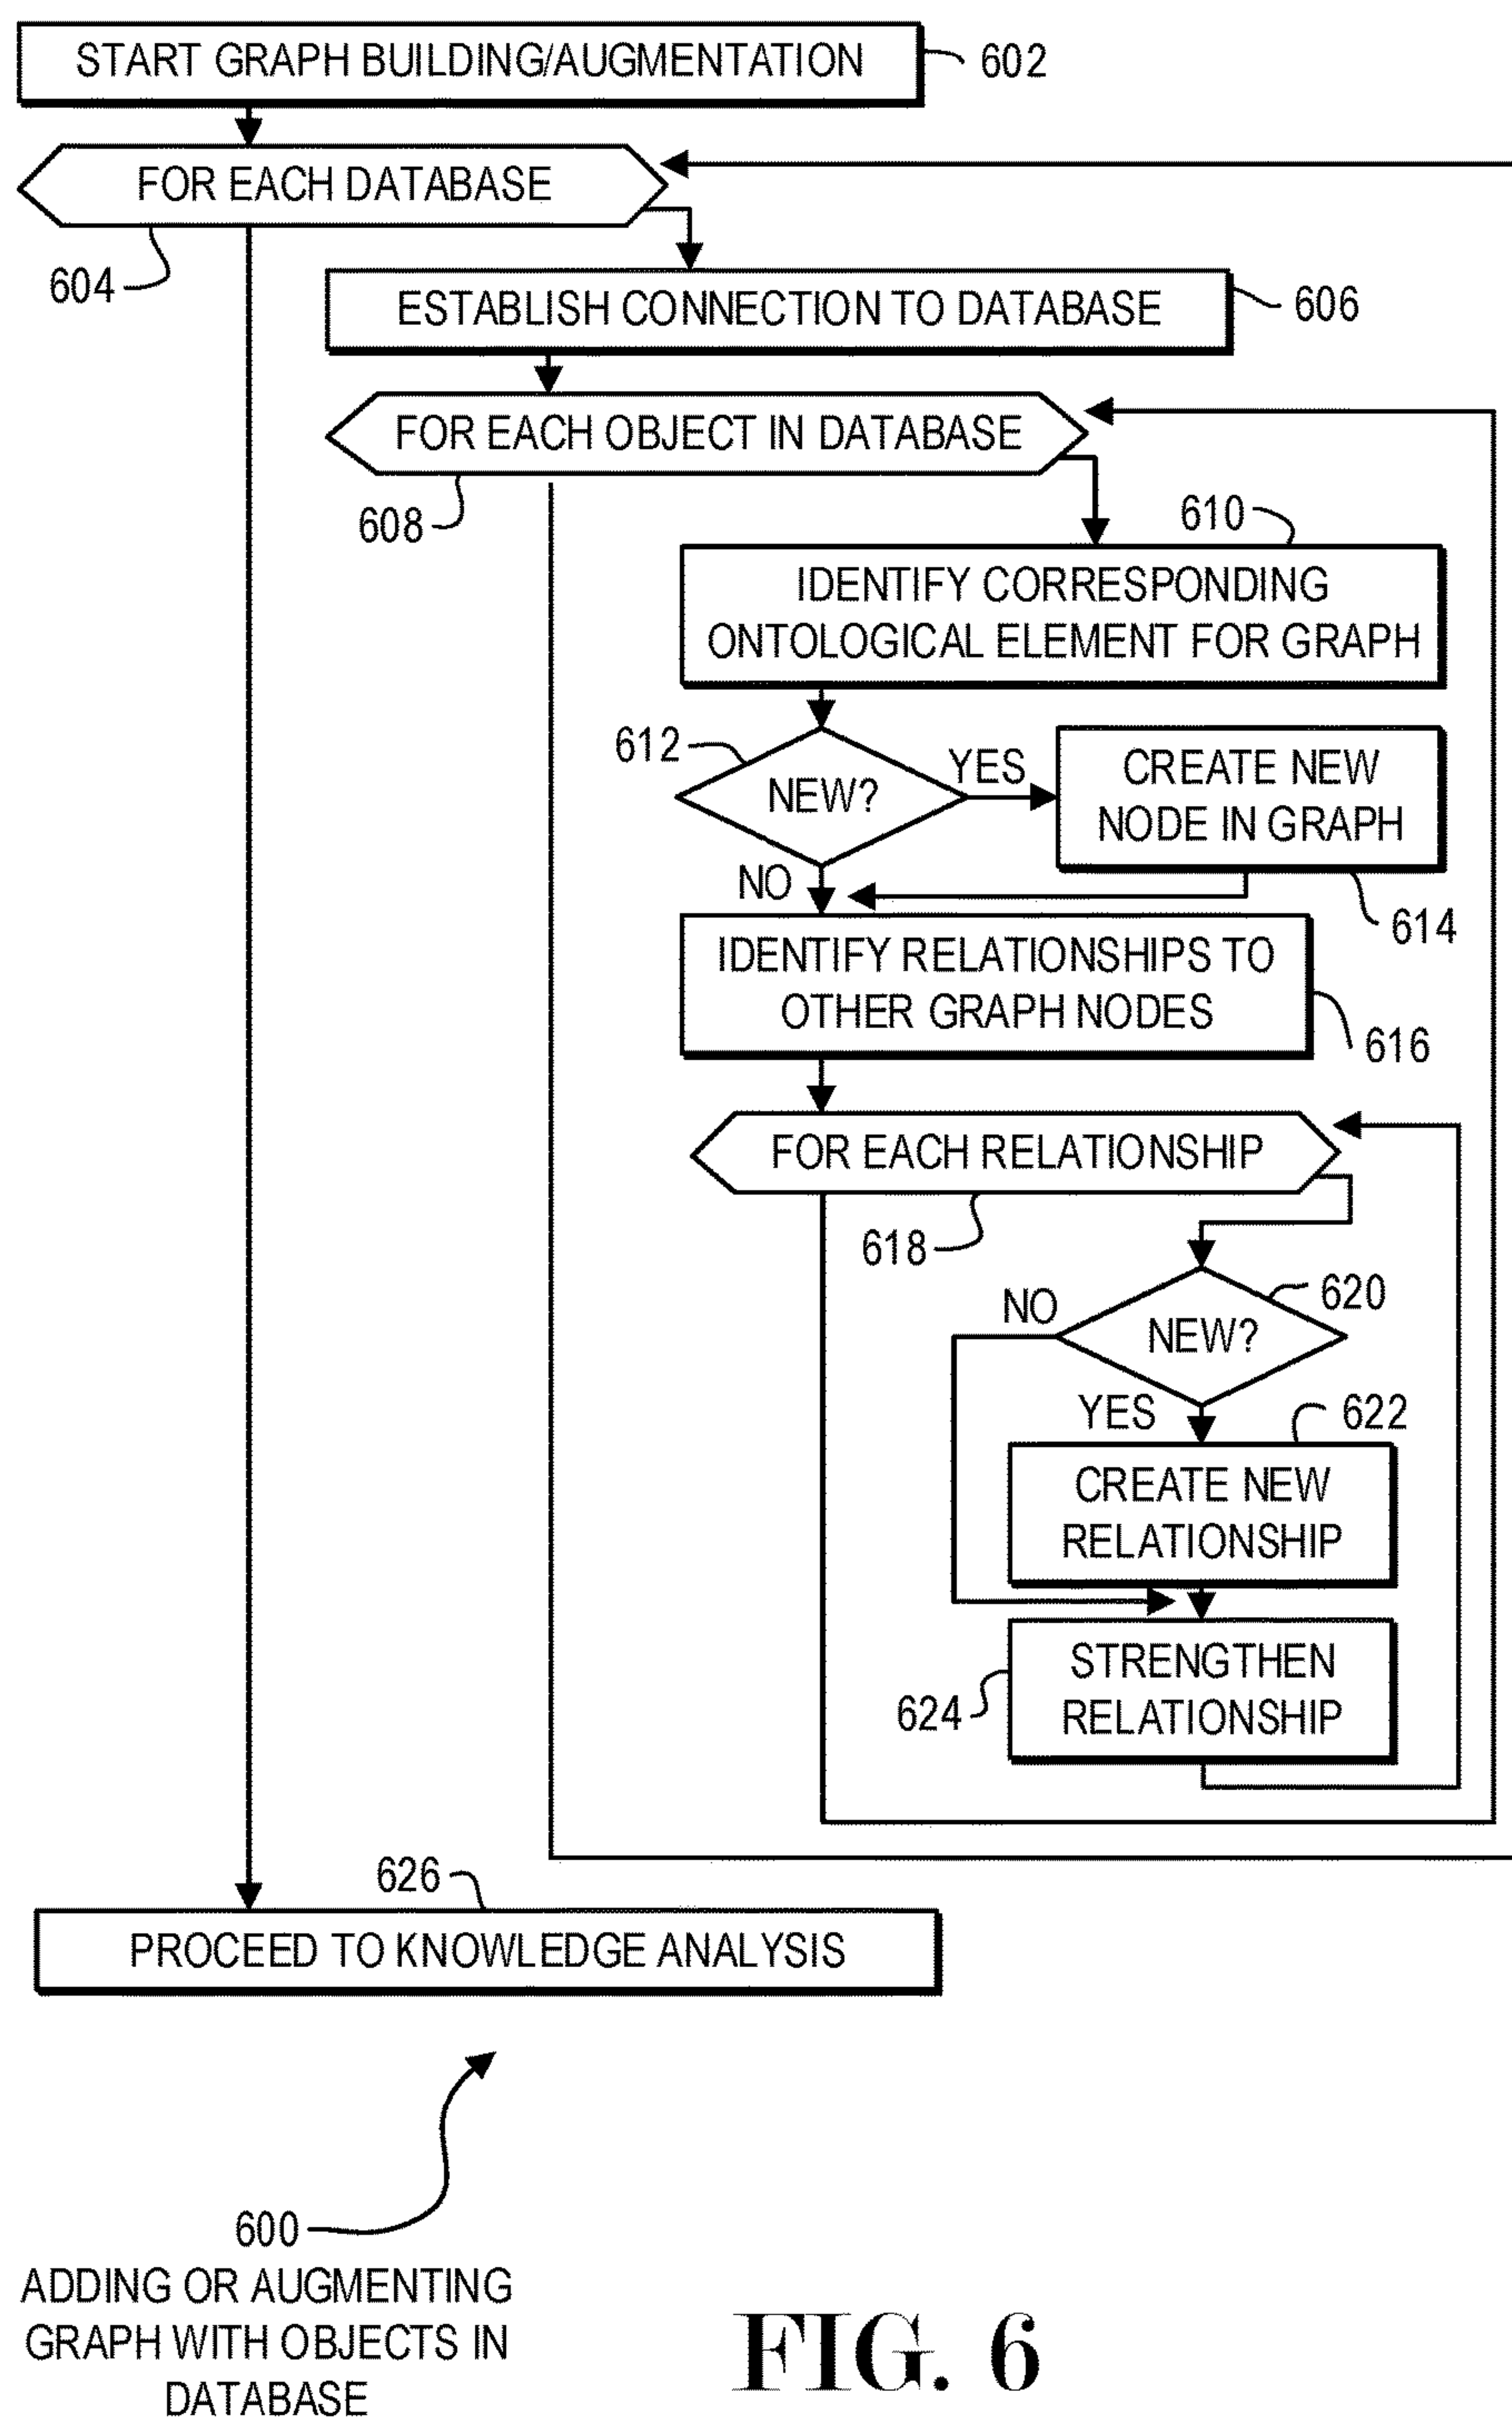 START GRAPH BUILDING/AUGMENTATION
602
FOR EACH DATABASE
604
ESTABLISH CONNECTION TO DATABASE
606
FOR EACH OBJECT IN DATABASE
608
610
IDENTIFY CORRESPONDING
ONTOLOGICAL ELEMENT FOR GRAPH
612
NEW?
YES
CREATE NEW
NODE IN GRAPH
NO
614
IDENTIFY RELATIONSHIPS TO
OTHER GRAPH NODES
616
FOR EACH RELATIONSHIP
618
620
NO
NEW?
YES
622
CREATE NEW
RELATIONSHIP
STRENGTHEN
RELATIONSHIP
624
626
PROCEED TO KNOWLEDGE ANALYSIS
600
ADDING OR AUGMENTING
GRAPH WITH OBJECTS IN
DATABASE
FIG. 6